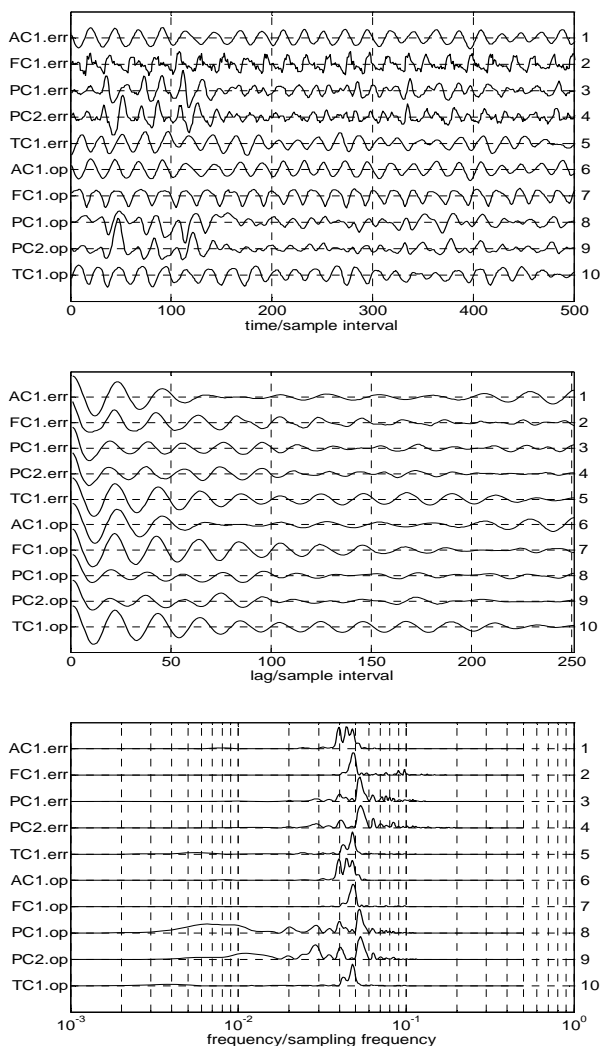 AC1.err 1
FC1.err 2
PC1.err 3
PC2.err 4
TC1.err 5
AC1.op 6
FC1.op 7
PC1.op 8
PC2.op 9
TC1.op 10
0 100 200 300 400 500
time/sample interval
AC1.err 1
FC1.err 2
PC1.err 3
PC2.err 4
TC1.err 5
AC1.op 6
FC1.op 7
PC1.op 8
PC2.op 9
TC1.op 10
0 50 100 150 200 250
lag/sample interval
AC1.err 1
FC1.err 2
PC1.err 3
PC2.err 4
TC1.err 5
AC1.op 6
FC1.op 7
PC1.op 8
PC2.op 9
TC1.op 10
10^-3 10^-2 10^-1 10^0
frequency/sampling frequency